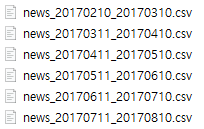 news_20170210_20170310.csv
news_20170311_20170410.csv
news_20170411_20170510.csv
news_20170511_20170610.csv
news_20170611_20170710.csv
news_20170711_20170810.csv